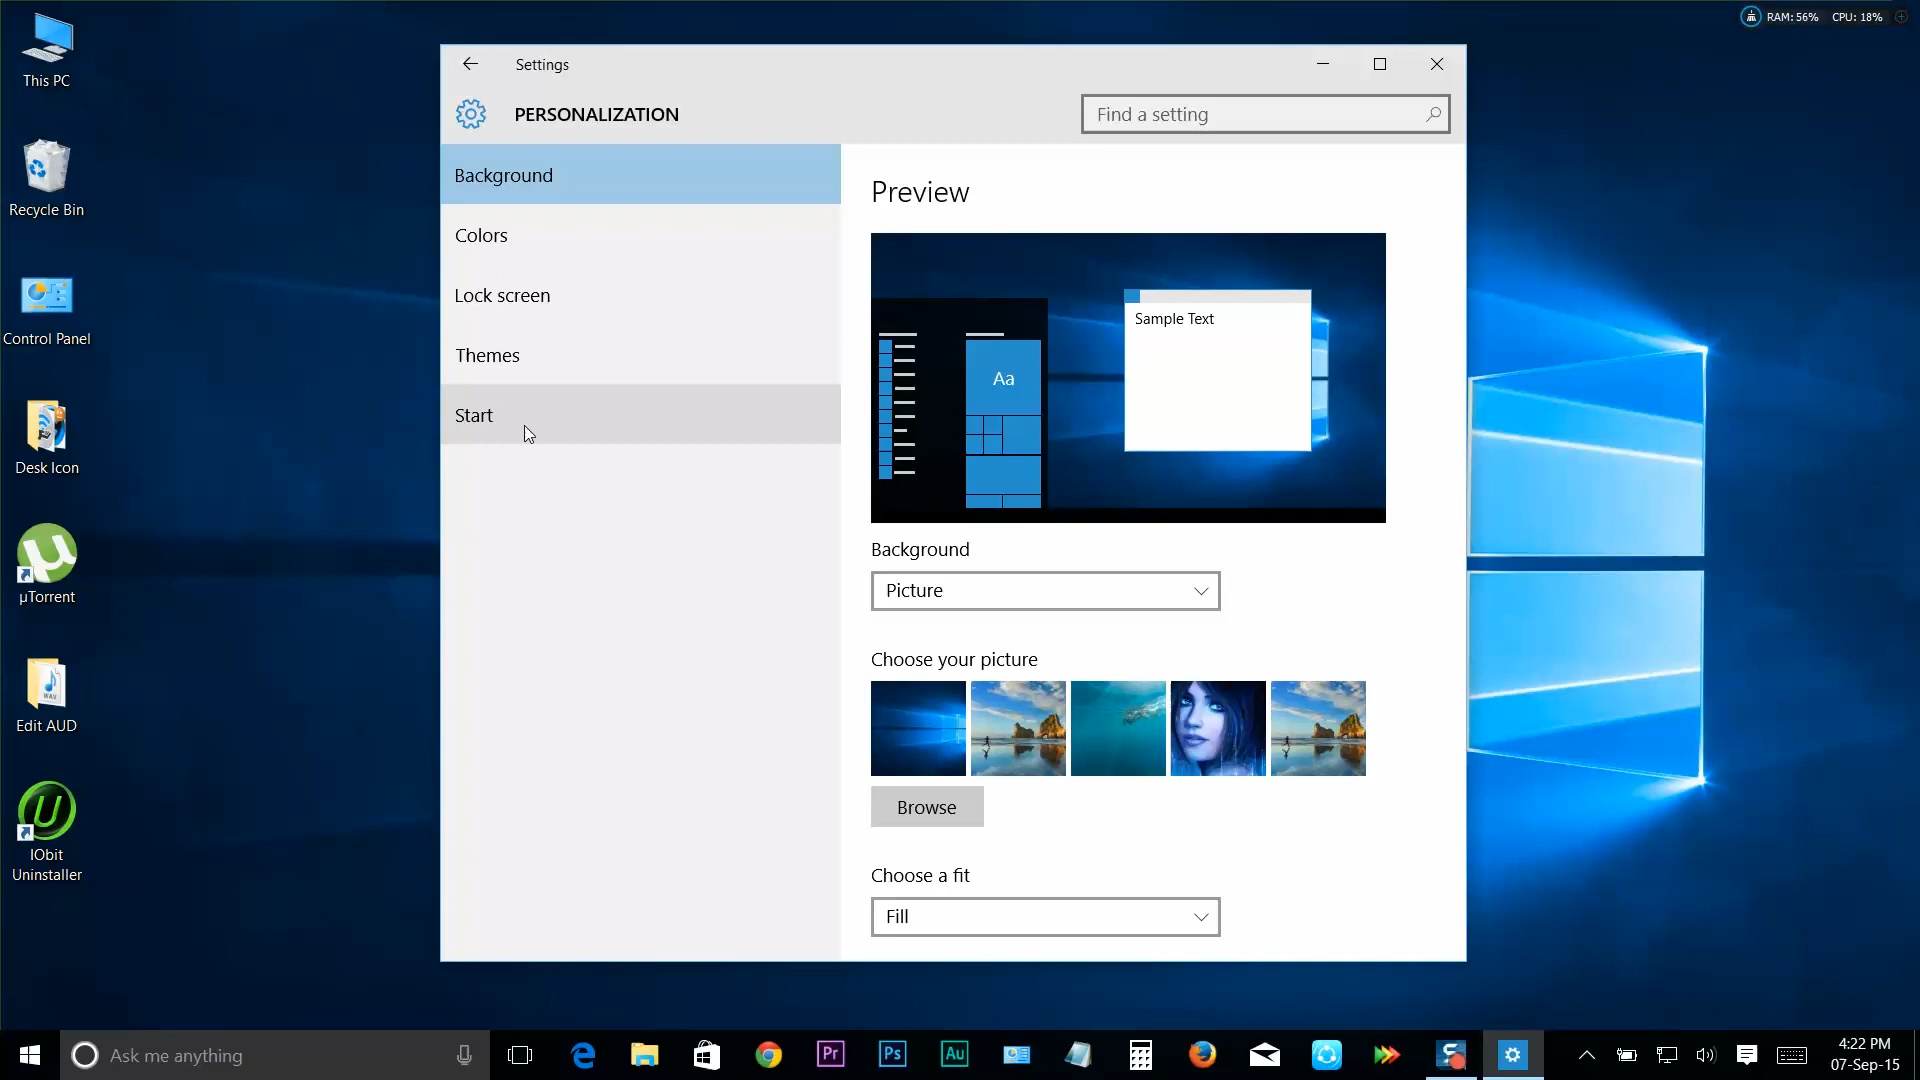 This PC
Recycle Bin
Control Panel
Desk Icon
µTorrent
Edit AUD
WAV
IObit
Uninstaller
RAM: 56% CPU: 18%
Settings
PERSONALIZATION
Find a setting
Background
Colors
Lock screen
Themes
Start
Preview
Sample Text
Aa
Background
Picture
Choose your picture
Browse
Choose a fit
Fill
Ask me anything
Pr
Ps
Au
4:22 PM
07-Sep-15